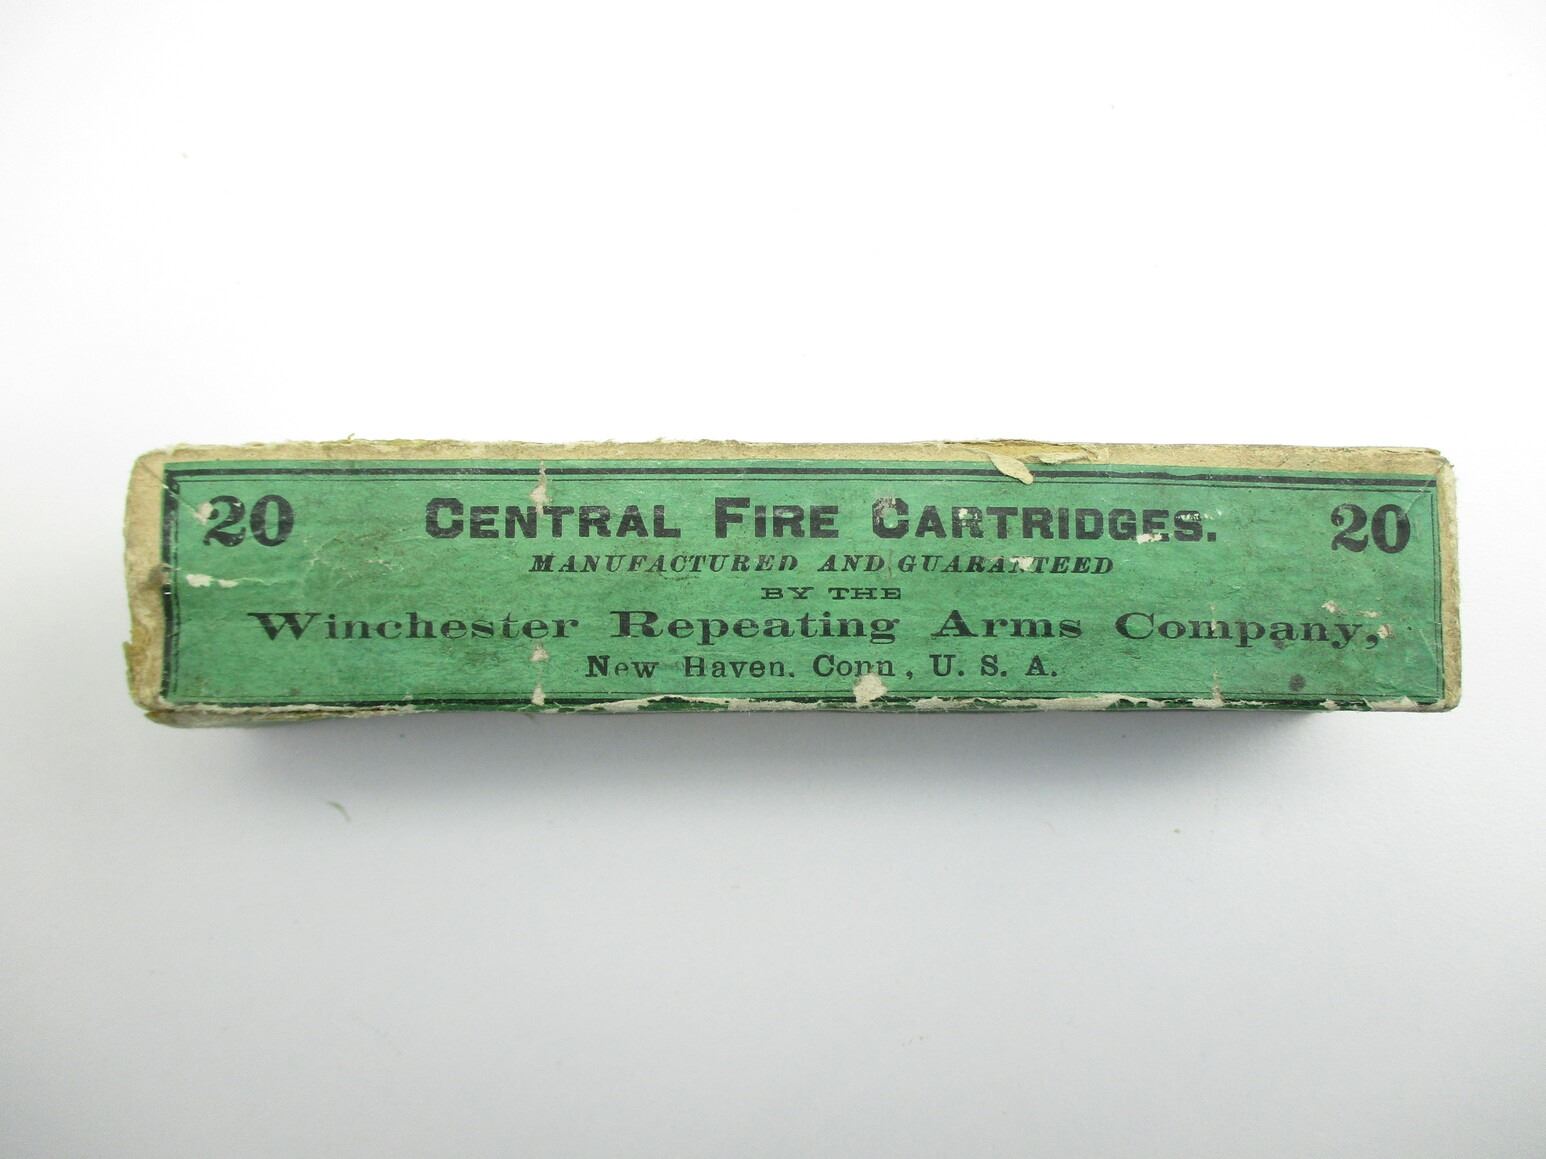 20 CENTRAL FIRE CARTRIDGES. 20
MANUFACTURED AND GUARANTEED
BY THE
Winchester Repeating Arms Company,
New Haven. Conn, U. S. A.